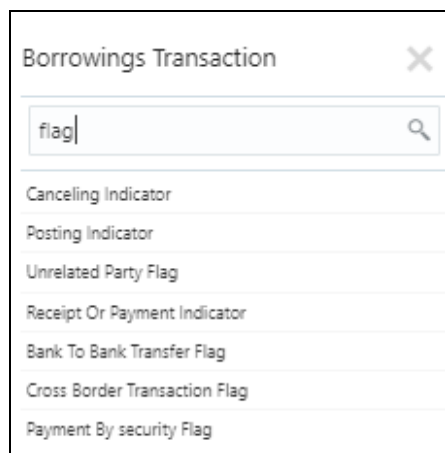 Borrowings Transaction
flag
Canceling Indicator
Posting Indicator
Unrelated Party Flag
Receipt Or Payment Indicator
Bank To Bank Transfer Flag
Cross Border Transaction Flag
Payment By security Flag